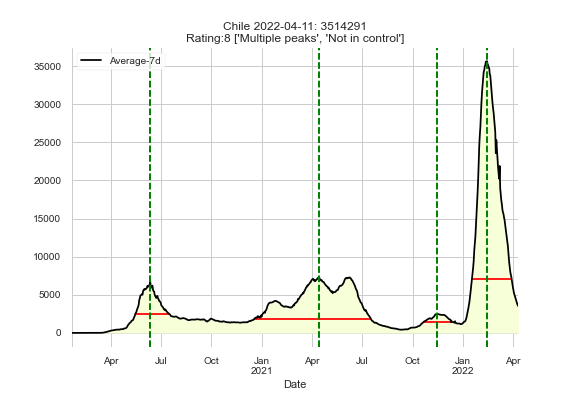 Chile 2022-04-11: 3514291
Rating:8 ['Multiple peaks', 'Not in control']
Average-7d
35000
30000
25000
20000
15000
10000
5000
0
Apr Jul Oct Jan Apr Jul Oct Jan Apr
2021 2022
Date